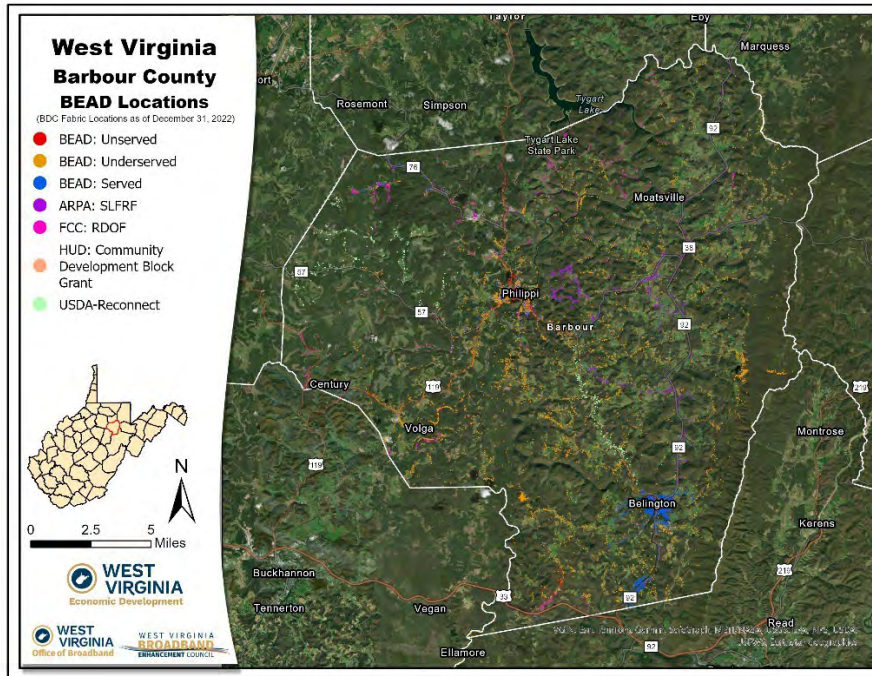 West Virginia
Barbour County
BEAD Locations
(BDC Fabric Locations as of December 31, 2022)
BEAD: Unserved
BEAD: Underserved
BEAD: Served
ARPA: SLFRF
FCC: RDOF
HUD: Community
Development Block
Grant
USDA-Reconnect
N
0 2.5 5
Miles
WEST
VIRGINIA
Economic Development
WEST
VIRGINIA
Office of Broadband
WEST VIRGINIA
BROADBAND
ENHANCEMENT COUNCIL
Taylor
Eby
Marquess
ort
Rosemont
Simpson
Tygart
Lake
92
Tygart Lake
State Park
76
Moatsville
38
57
Philippi
57
Barbour
92
Century
119
219
Volga
Montrose
119
92
Belington
Kerens
Buckhannon
219
Tennerton
Vegan
33
92
Read
Ellamore
92